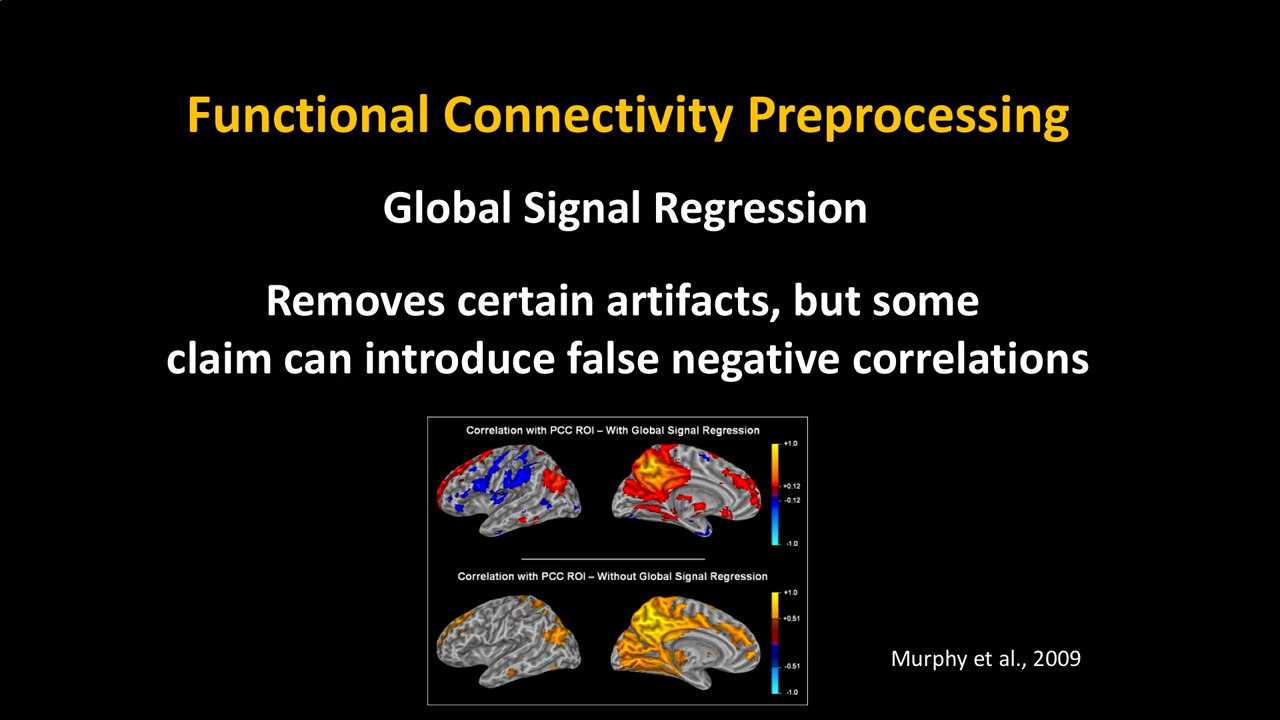 Functional Connectivity Preprocessing
Global Signal Regression
Removes certain artifacts, but some
claim can introduce false negative correlations
Correlation with PCC ROI – With Global Signal Regression
+1.0
+0.12
-0.12
-1.0
Correlation with PCC ROI – Without Global Signal Regression
+1.0
+0.51
-0.51
-1.0
Murphy et al., 2009